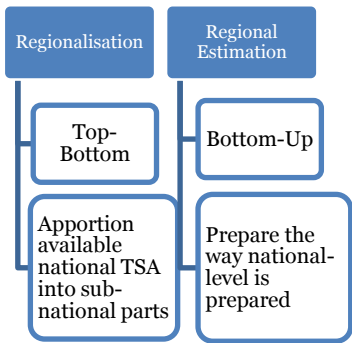 Regionalisation
Top-
Bottom
Apportion
available
national TSA
into sub-
national parts
Regional
Estimation
Bottom-Up
Prepare the
way national-
level is
prepared